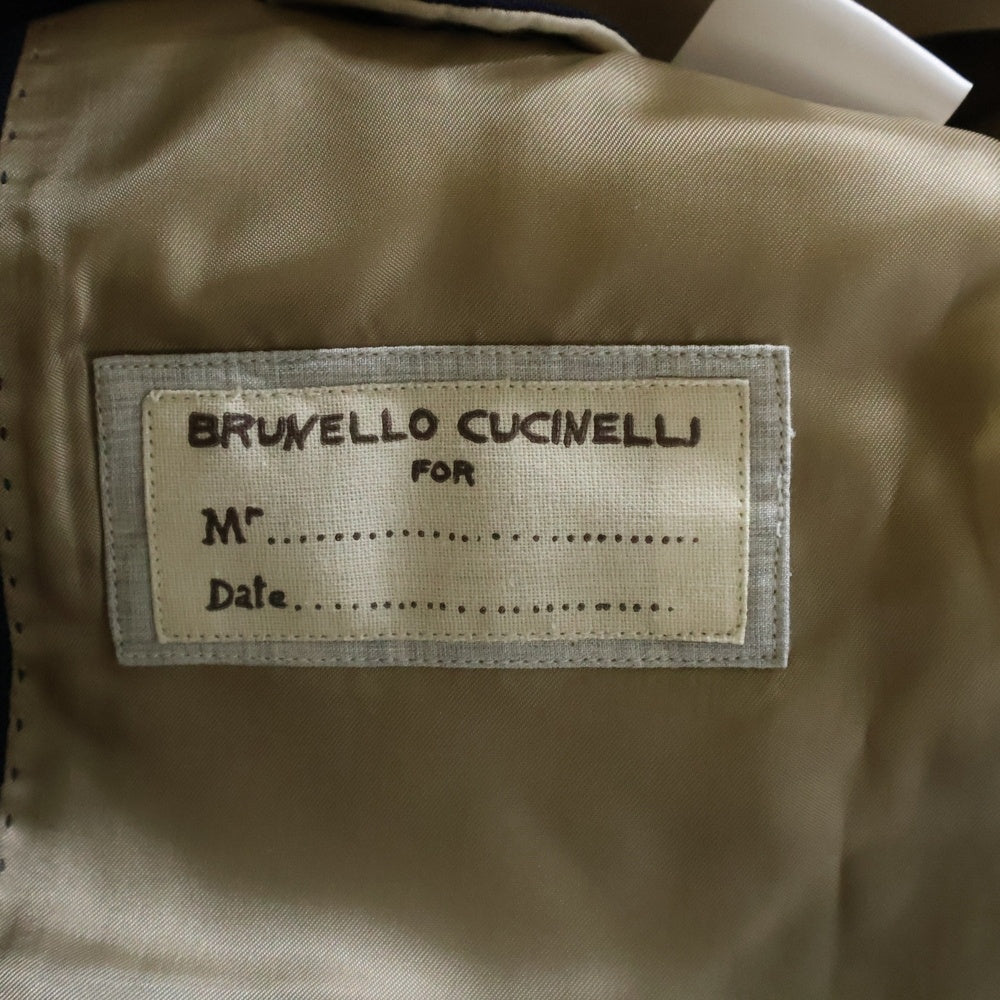 BRUNELLO CUCINELLI
FOR
Mr................................
Date............................